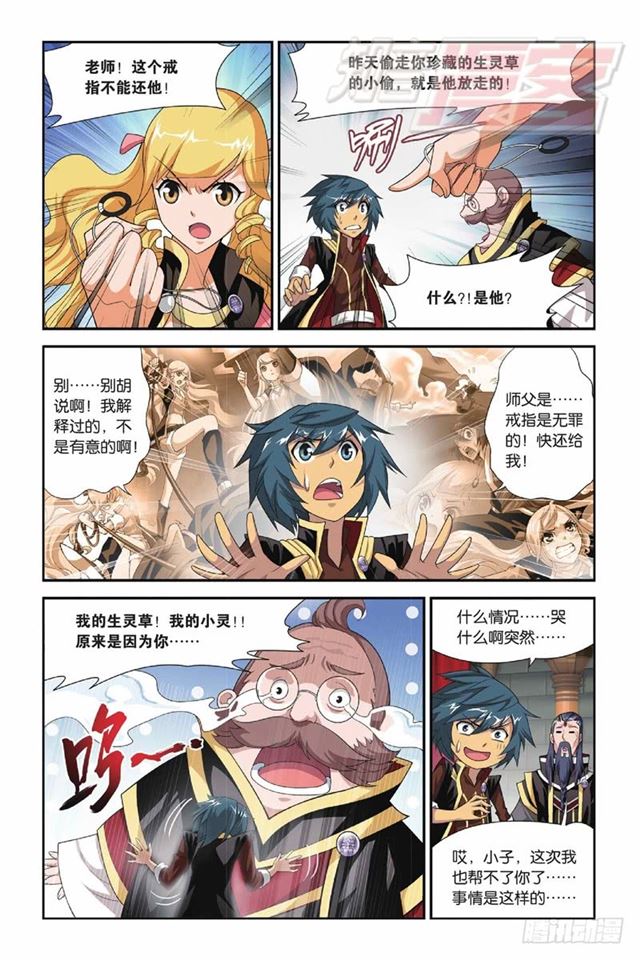 老师！这个戒
指不能还他！
昨天偷走你珍藏的生灵草
的小偷，就是他放走的！
什么?！是他?
别……别胡
说啊！我解
释过的，不
是有意的啊！
师父是……
戒指是无罪
的！快还给
我！
我的生灵草！我的小灵！！
原来是因为你……
什么情况……哭
什么啊突然……
哎，小子，这次我
也帮不了你了……
事情是这样的……
腾讯动漫